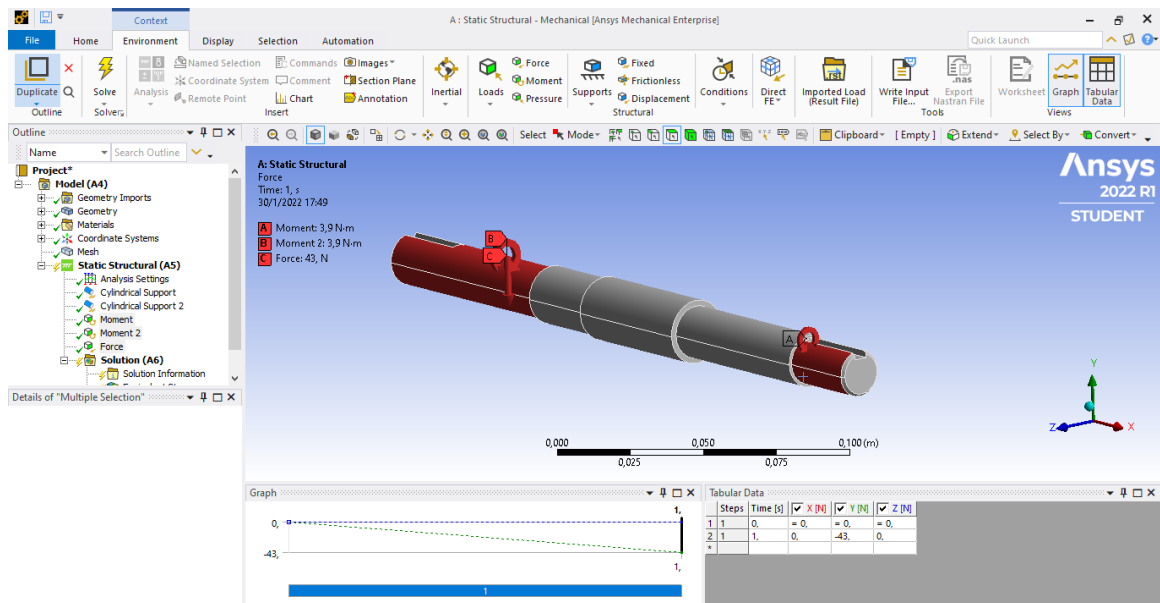 Context
A : Static Structural - Mechanical [Ansys Mechanical Enterprise]
File Home Environment Display Selection Automation
Quick Launch
Duplicate
Outline
Solve
Solver
Analysis
Named Selection
Coordinate System
Remote Point
Commands
Comment
Chart
Images
Section Plane
Annotation
Insert
Inertial
Loads
Force
Moment
Pressure
Supports
Fixed
Frictionless
Displacement
Structural
Conditions
Direct
FE
Imported Load
(Result File)
Write Input
File...
Export
Nastran File
.nas
.rst
Tools
Worksheet
Graph
Tabular
Data
Views
Outline
Select Mode
Clipboard [ Empty ] Extend Select By Convert
Name Search Outline
Project*
Model (A4)
Geometry Imports
Geometry
Materials
Coordinate Systems
Mesh
Static Structural (A5)
Analysis Settings
Cylindrical Support
Cylindrical Support 2
Moment
Moment 2
Force
Solution (A6)
Solution Information
Details of "Multiple Selection"
A: Static Structural
Force
Time: 1, s
30/1/2022 17:49
A Moment: 3,9 N·m
B Moment 2: 3,9 N·m
C Force: 43, N
Ansys
2022 R1
STUDENT
B
C
A
Y
Z X
0,000 0,050 0,100 (m)
0,025 0,075
Graph
1,
0,
-43,
1,
1
Tabular Data
Steps Time [s] X [N] Y [N] Z [N]
1 1 0, = 0, = 0, = 0,
2 1 1, 0, -43, 0,
*